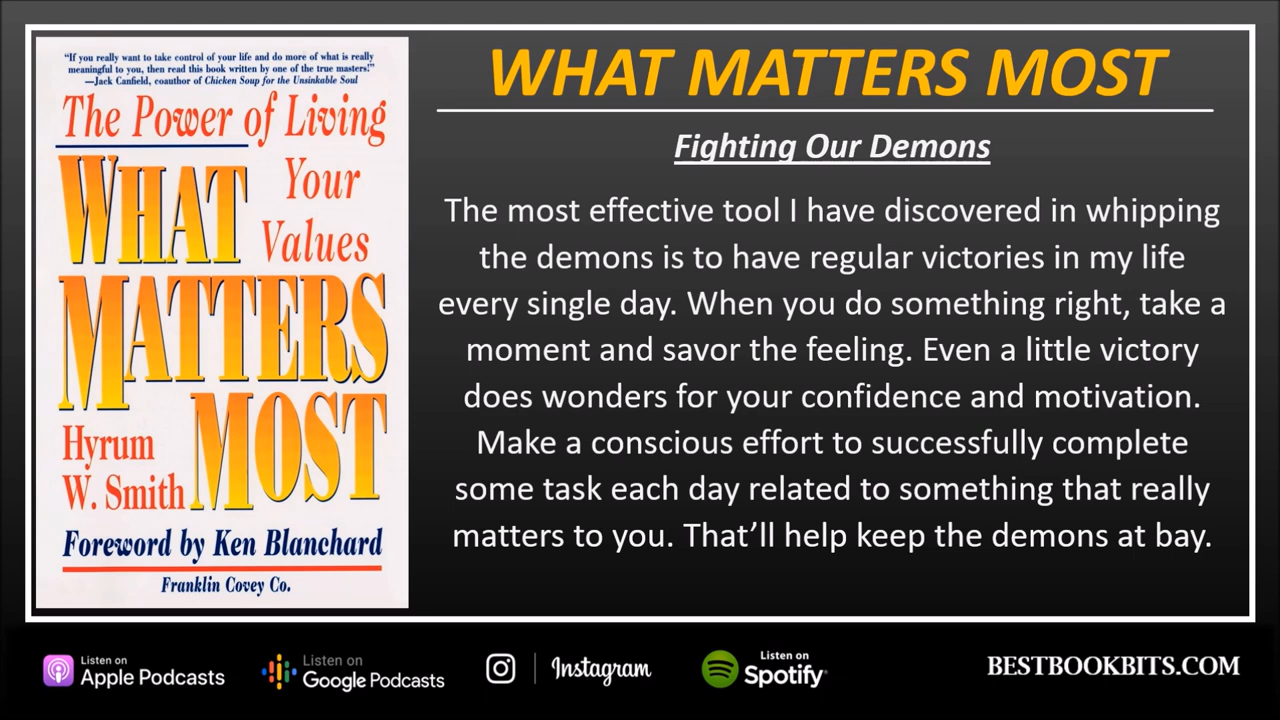 "If you really want to take control of your life and do more of what is really
meaningful to you, then read this book written by one of the true masters!"
—Jack Canfield, coauthor of Chicken Soup for the Unsinkable Soul
The Power of Living
WHAT
Your
Values
MATTERS
MOST
Hyrum
W. Smith
Foreword by Ken Blanchard
Franklin Covey Co.
WHAT MATTERS MOST
Fighting Our Demons
The most effective tool I have discovered in whipping
the demons is to have regular victories in my life
every single day. When you do something right, take a
moment and savor the feeling. Even a little victory
does wonders for your confidence and motivation.
Make a conscious effort to successfully complete
some task each day related to something that really
matters to you. That’ll help keep the demons at bay.
Listen on
Apple Podcasts
Listen on
Google Podcasts
Instagram
Listen on
Spotify
BESTBOOKBITS.COM